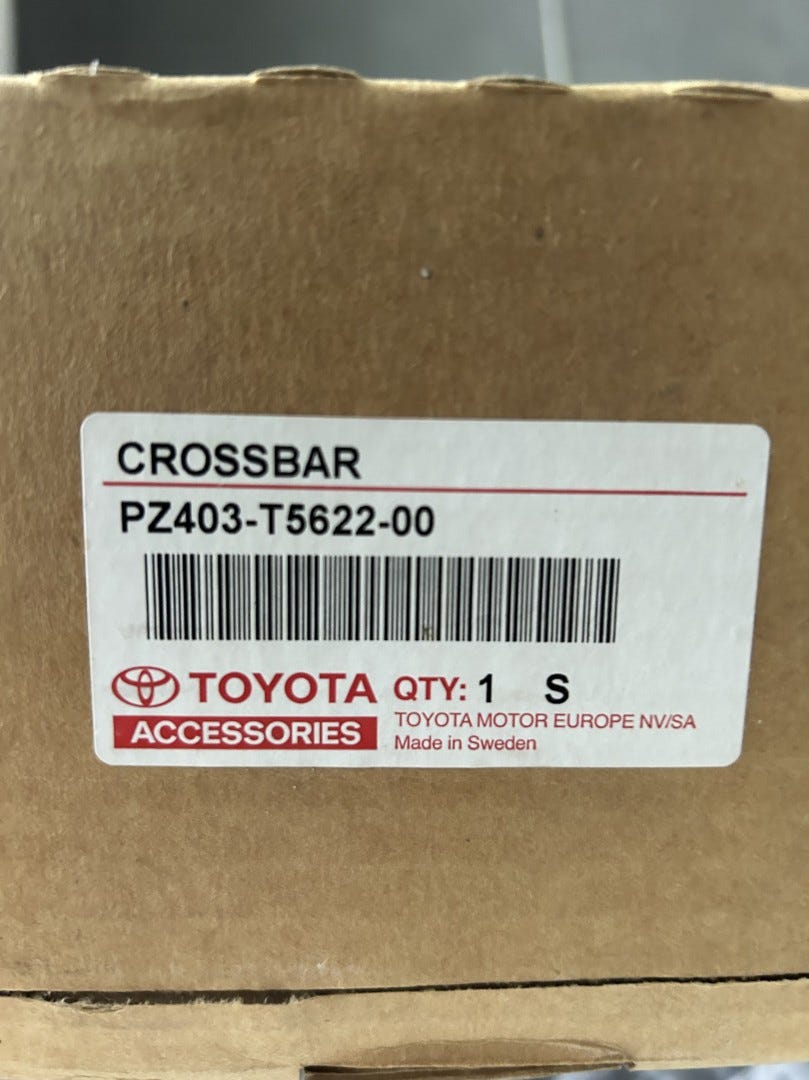 CROSSBAR
PZ403-T5622-00
TOYOTA QTY: 1 S
ACCESSORIES
TOYOTA MOTOR EUROPE NV/SA
Made in Sweden